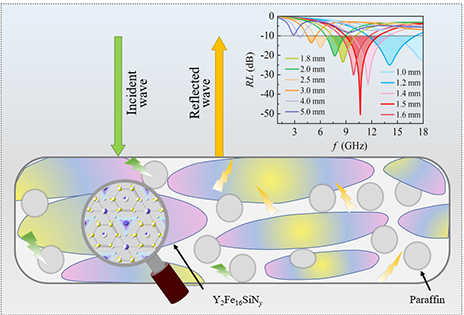 0
-10
-20
-30
-40
-50
RL (dB)
1.8 mm
2.0 mm
2.5 mm
3.0 mm
4.0 mm
5.0 mm
1.0 mm
1.2 mm
1.4 mm
1.5 mm
1.6 mm
3 6 9 12 15 18
f (GHz)
Incident
wave
Reflected
wave
Y₂Fe₁₆SiNᵧ
Paraffin